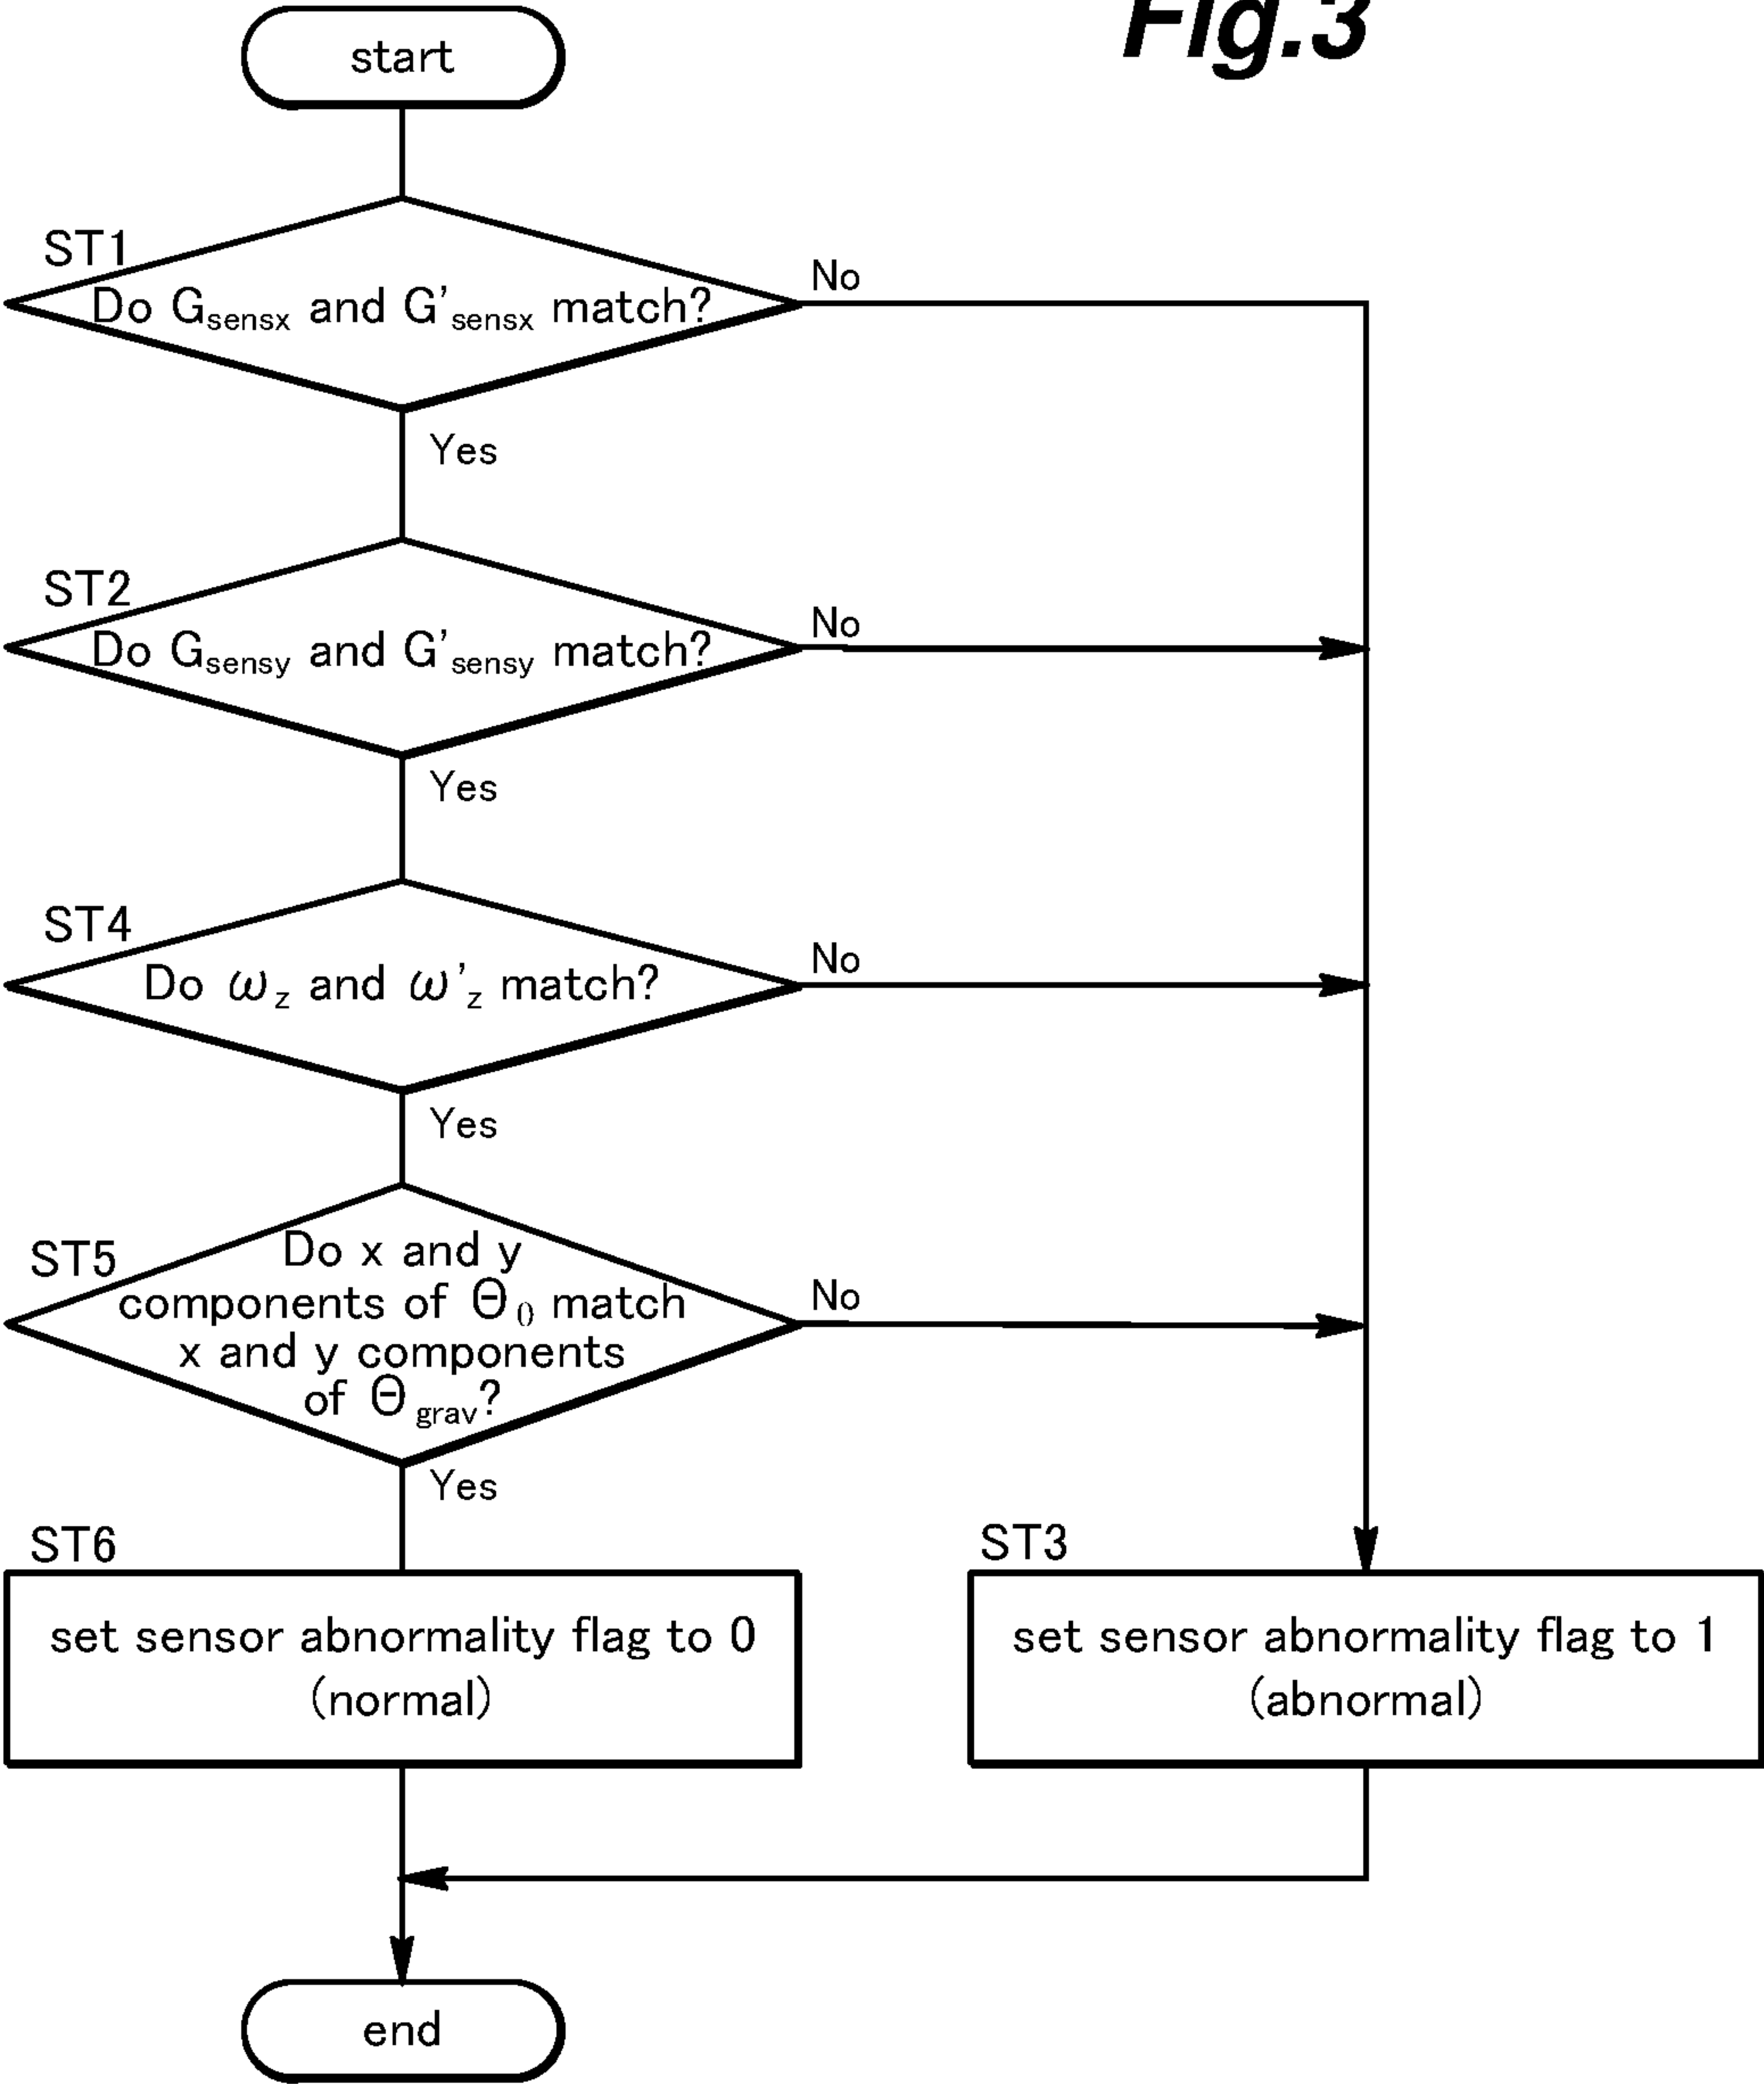 Fig.3
start
ST1
Do Gsensx and G'sensx match?
No
Yes
ST2
Do Gsensy and G'sensy match?
No
Yes
ST4
Do ωz and ω'z match?
No
Yes
ST5
Do x and y
components of Θ0 match
x and y components
of Θgrav?
No
Yes
ST6
set sensor abnormality flag to 0
(normal)
ST3
set sensor abnormality flag to 1
(abnormal)
end